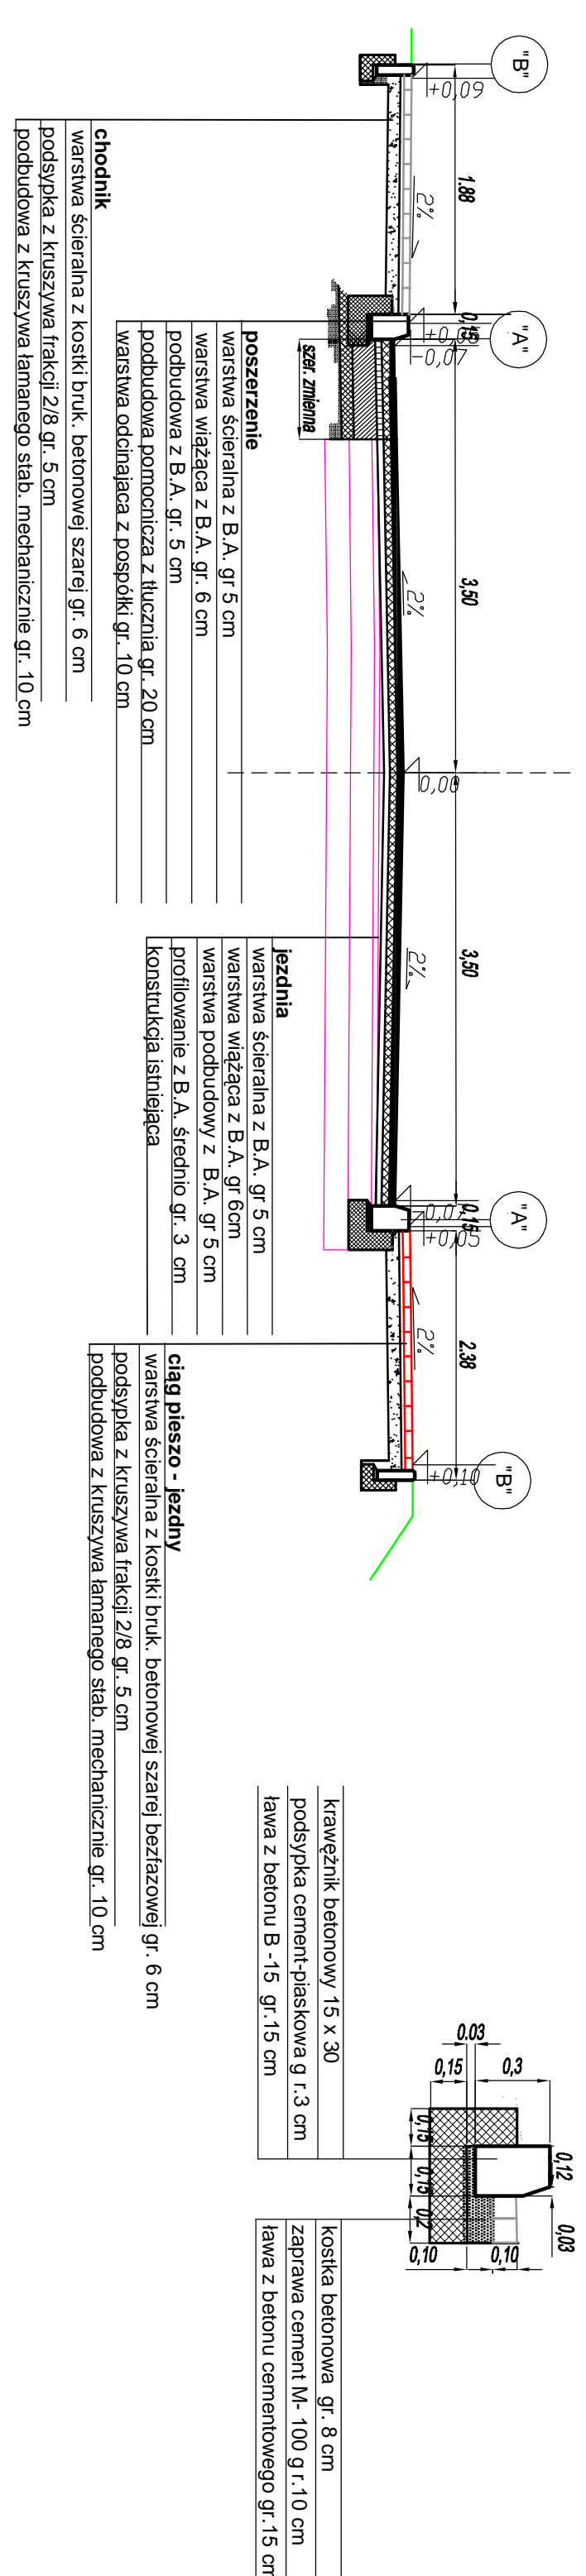 "B"
+0,09
1.88
2%
0,15
"A"
-0,07
szer. zmienna
3,50
2%
0,00
3,50
2%
0,15
"A"
+0,05
2.38
2%
+0,10
"B"
chodnik
warstwa ścieralna z kostki bruk. betonowej szarej gr. 6 cm
podsypka z kruszywa frakcji 2/8 gr. 5 cm
podbudowa z kruszywa łamanego stab. mechanicznie gr. 10 cm
poszerzenie
warstwa ścieralna z B.A. gr 5 cm
warstwa wiążąca z B.A. gr. 6 cm
podbudowa z B.A. gr. 5 cm
podbudowa pomocnicza z tłucznia gr. 20 cm
warstwa odcinajaca z pospółki gr. 10 cm
jezdnia
warstwa ścieralna z B.A. gr 5 cm
warstwa wiążąca z B.A. gr 6cm
warstwa podbudowy z B.A. gr 5 cm
profilowanie z B.A. średnio gr. 3 cm
konstrukcja istniejąca
ciąg pieszo - jezdny
warstwa ścieralna z kostki bruk. betonowej szarej bezfazowej gr. 6 cm
podsypka z kruszywa frakcji 2/8 gr. 5 cm
podbudowa z kruszywa łamanego stab. mechanicznie gr. 10 cm
krawężnik betonowy 15 x 30
podsypka cement-piaskowa g r.3 cm
ława z betonu B -15 gr.15 cm
0.03
0,15
0,3
0,12
0,03
0,15
0,15
0,2
0,10
0,10
kostka betonowa gr. 8 cm
zaprawa cement M- 100 g r.10 cm
ława z betonu cementowego gr.15 cm